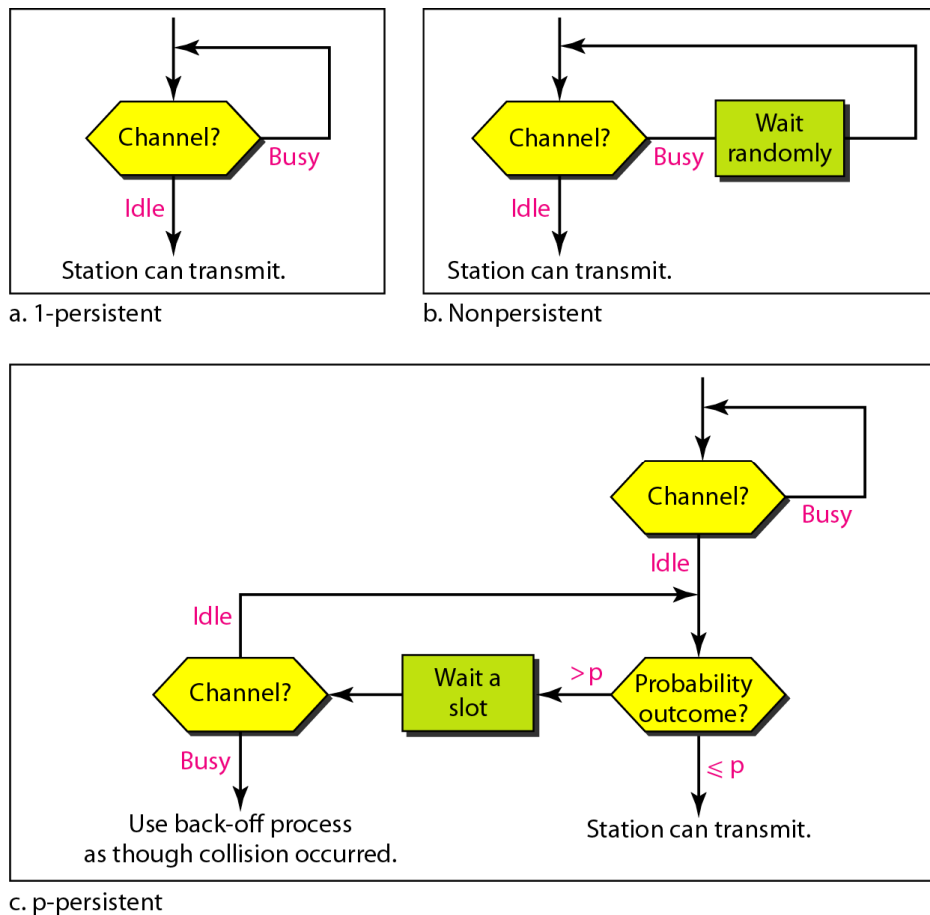 Channel?
Busy
Idle
Station can transmit.
a. 1-persistent
Channel?
Busy
Wait
randomly
Idle
Station can transmit.
b. Nonpersistent
Channel?
Busy
Idle
Idle
Channel?
Wait a
slot
> p
Probability
outcome?
Busy
⩽ p
Use back-off process
as though collision occurred.
Station can transmit.
c. p-persistent